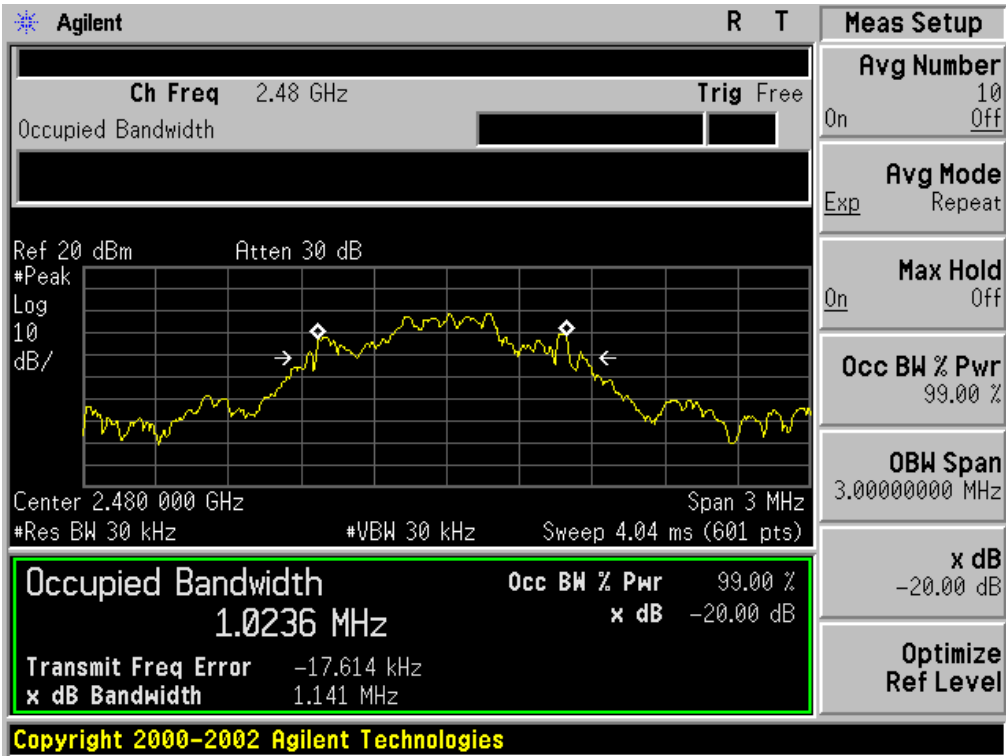 Agilent R T
Ch Freq 2.48 GHz Trig Free
Occupied Bandwidth
Ref 20 dBm Atten 30 dB
#Peak
Log
10
dB/
Center 2.480 000 GHz Span 3 MHz
#Res BW 30 kHz #VBW 30 kHz Sweep 4.04 ms (601 pts)
Occupied Bandwidth Occ BW % Pwr 99.00 %
1.0236 MHz x dB -20.00 dB
Transmit Freq Error -17.614 kHz
x dB Bandwidth 1.141 MHz
Copyright 2000-2002 Agilent Technologies
Meas Setup
Avg Number
10
On Off
Avg Mode
Exp Repeat
Max Hold
On Off
Occ BW % Pwr
99.00 %
OBW Span
3.00000000 MHz
x dB
-20.00 dB
Optimize
Ref Level